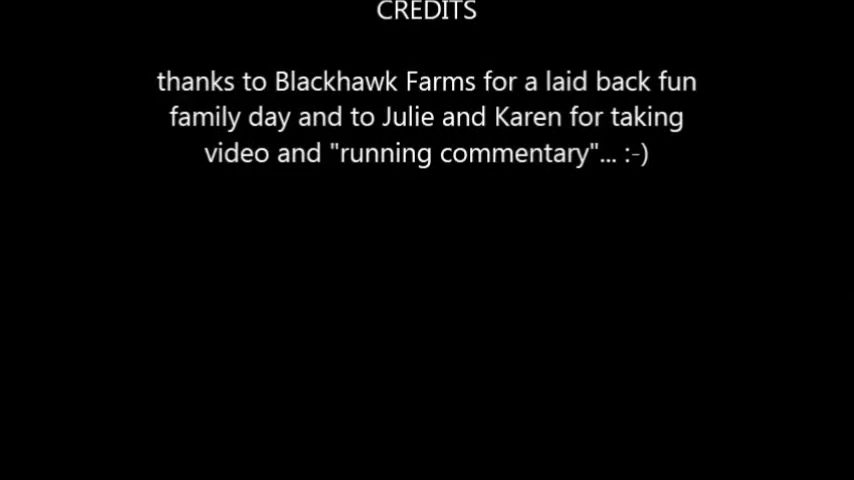 CREDITS
thanks to Blackhawk Farms for a laid back fun
family day and to Julie and Karen for taking
video and "running commentary"... :-)